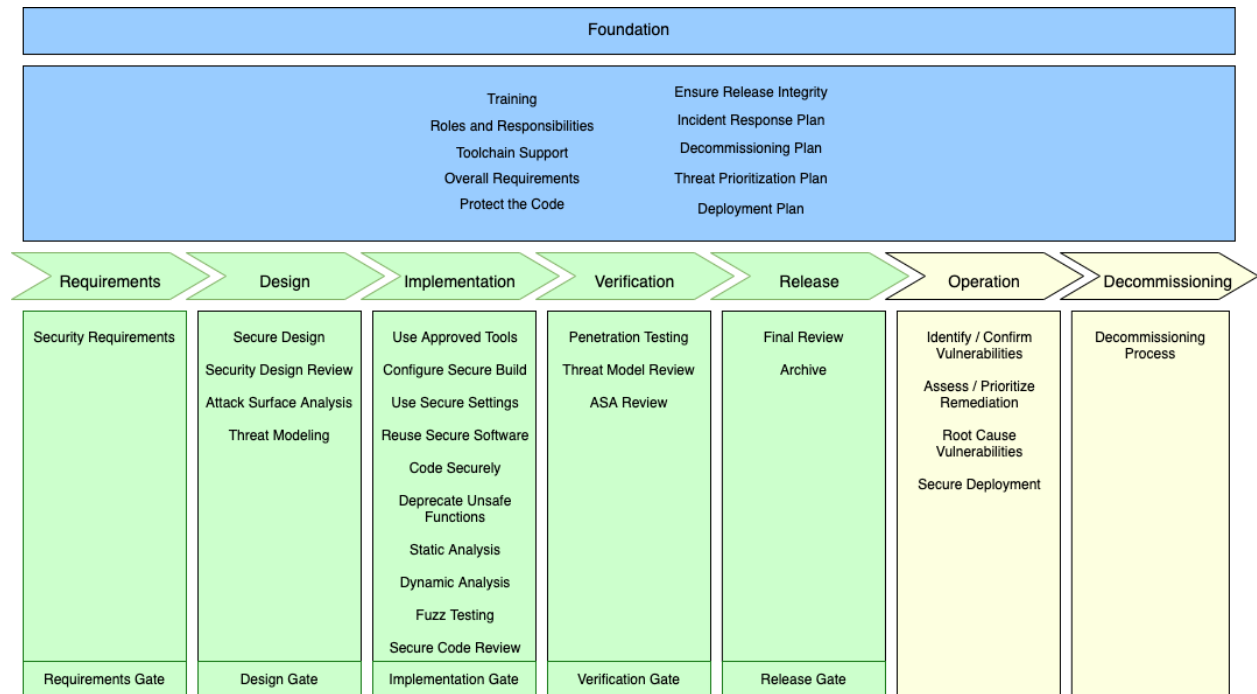 Foundation
Training
Roles and Responsibilities
Toolchain Support
Overall Requirements
Protect the Code
Ensure Release Integrity
Incident Response Plan
Decommissioning Plan
Threat Prioritization Plan
Deployment Plan
Requirements
Design
Implementation
Verification
Release
Operation
Decommissioning
Security Requirements
Requirements Gate
Secure Design
Security Design Review
Attack Surface Analysis
Threat Modeling
Design Gate
Use Approved Tools
Configure Secure Build
Use Secure Settings
Reuse Secure Software
Code Securely
Deprecate Unsafe
Functions
Static Analysis
Dynamic Analysis
Fuzz Testing
Secure Code Review
Implementation Gate
Penetration Testing
Threat Model Review
ASA Review
Verification Gate
Final Review
Archive
Release Gate
Identify / Confirm
Vulnerabilities
Assess / Prioritize
Remediation
Root Cause
Vulnerabilities
Secure Deployment
Decommissioning
Process